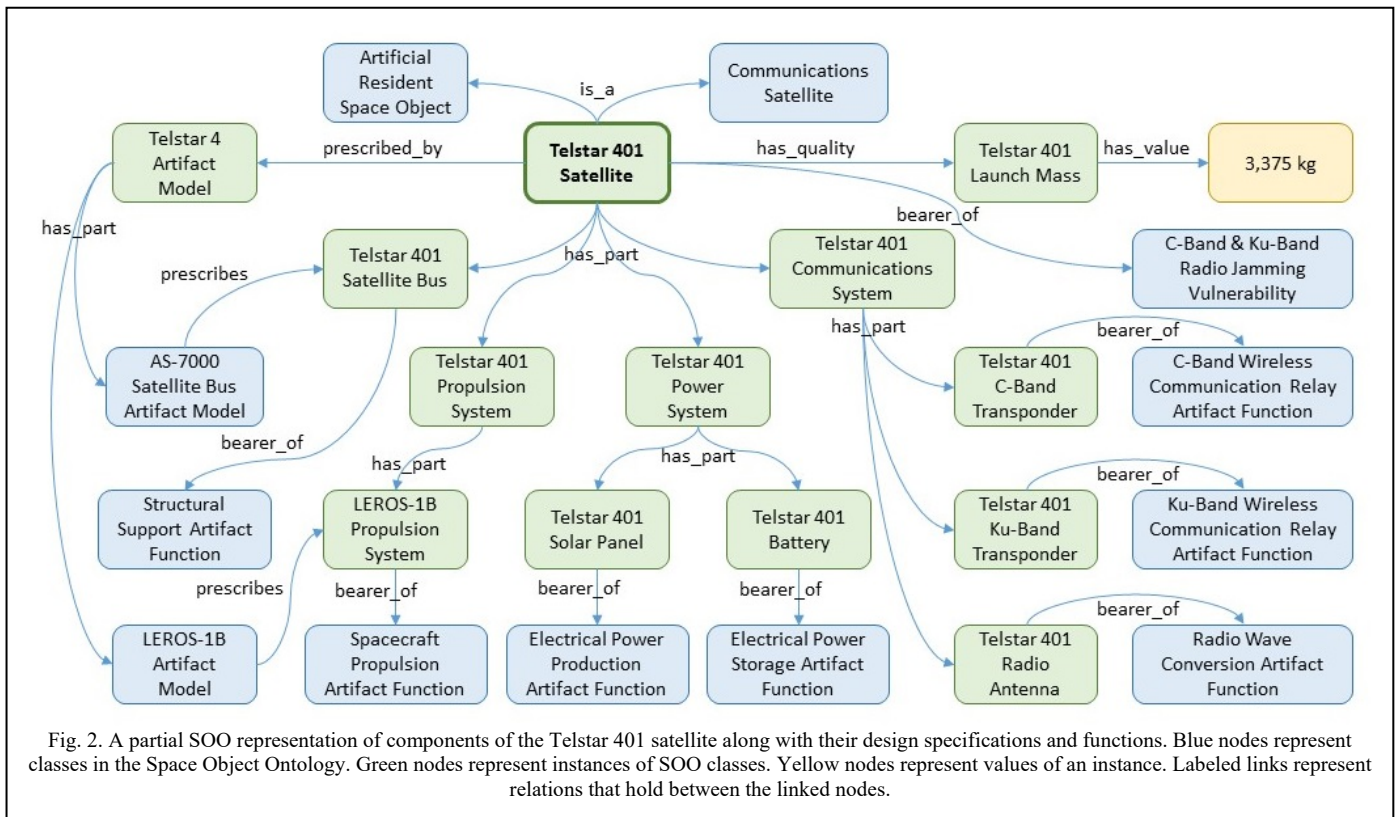 Artificial
Resident
Space Object
Communications
Satellite
is_a
Telstar 4
Artifact
Model
prescribed_by
Telstar 401
Satellite
has_quality
Telstar 401
Launch Mass
has_value
3,375 kg
bearer_of
has_part
Telstar 401
Satellite Bus
prescribes
has_part
Telstar 401
Communications
System
C-Band & Ku-Band
Radio Jamming
Vulnerability
has_part
bearer_of
AS-7000
Satellite Bus
Artifact Model
Telstar 401
Propulsion
System
Telstar 401
Power
System
Telstar 401
C-Band
Transponder
C-Band Wireless
Communication Relay
Artifact Function
bearer_of
has_part
has_part
bearer_of
Structural
Support Artifact
Function
LEROS-1B
Propulsion
System
Telstar 401
Solar Panel
Telstar 401
Battery
Telstar 401
Ku-Band
Transponder
Ku-Band Wireless
Communication Relay
Artifact Function
prescribes
bearer_of
bearer_of
bearer_of
bearer_of
LEROS-1B
Artifact
Model
Spacecraft
Propulsion
Artifact Function
Electrical Power
Production
Artifact Function
Electrical Power
Storage Artifact
Function
Telstar 401
Radio
Antenna
Radio Wave
Conversion Artifact
Function
Fig. 2. A partial SOO representation of components of the Telstar 401 satellite along with their design specifications and functions. Blue nodes represent
classes in the Space Object Ontology. Green nodes represent instances of SOO classes. Yellow nodes represent values of an instance. Labeled links represent
relations that hold between the linked nodes.